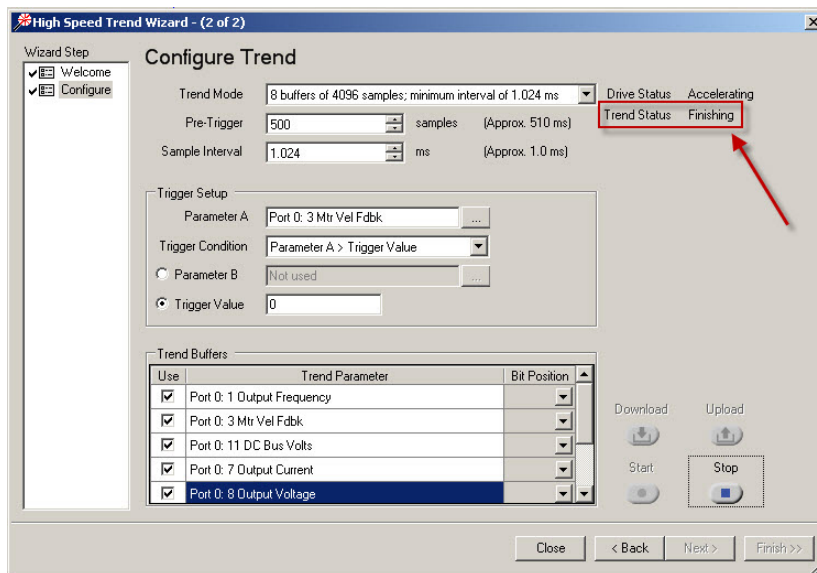 High Speed Trend Wizard - (2 of 2)
Wizard Step
Welcome
Configure
Configure Trend
Trend Mode 8 buffers of 4096 samples; minimum interval of 1.024 ms Drive Status Accelerating
Pre-Trigger 500 samples (Approx. 510 ms) Trend Status Finishing
Sample Interval 1.024 ms (Approx. 1.0 ms)
Trigger Setup
Parameter A Port 0: 3 Mtr Vel Fdbk ...
Trigger Condition Parameter A > Trigger Value
Parameter B Not used ...
Trigger Value 0
Trend Buffers
Use Trend Parameter Bit Position
Port 0: 1 Output Frequency
Port 0: 3 Mtr Vel Fdbk
Port 0: 11 DC Bus Volts
Port 0: 7 Output Current
Port 0: 8 Output Voltage
Download Upload
Start Stop
Close < Back Next > Finish >>